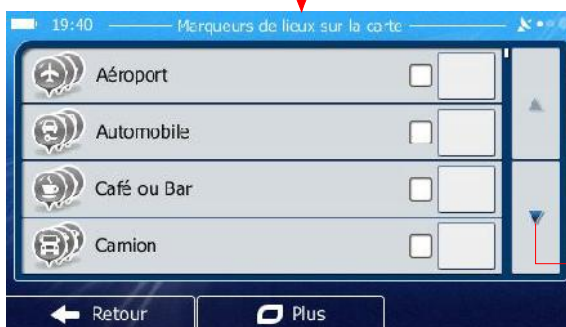 19:40 Marqueurs de lieux sur la carte
Aéroport
Automobile
Café ou Bar
Camion
Retour Plus